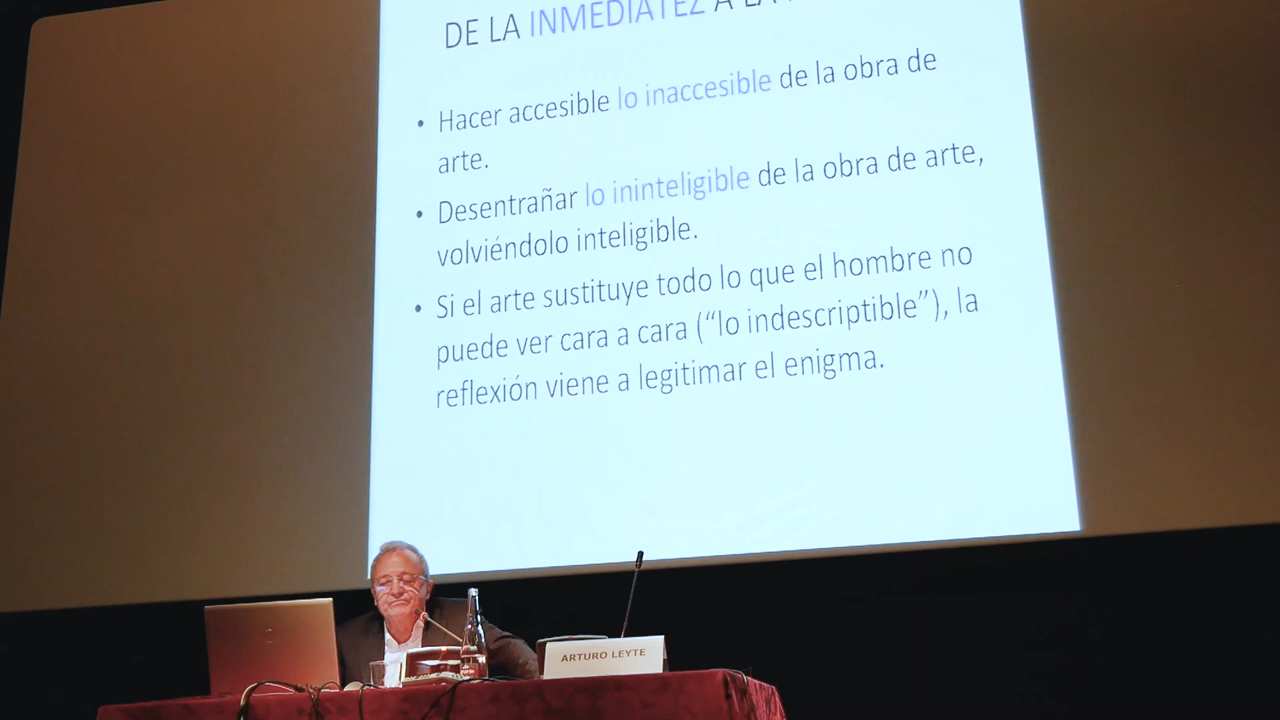 DE LA INMEDIATEZ A LA
Hacer accesible lo inaccesible de la obra de
arte.
Desentrañar lo ininteligible de la obra de arte,
volviéndolo inteligible.
Si el arte sustituye todo lo que el hombre no
puede ver cara a cara (“lo indescriptible”), la
reflexión viene a legitimar el enigma.
ARTURO LEYTE